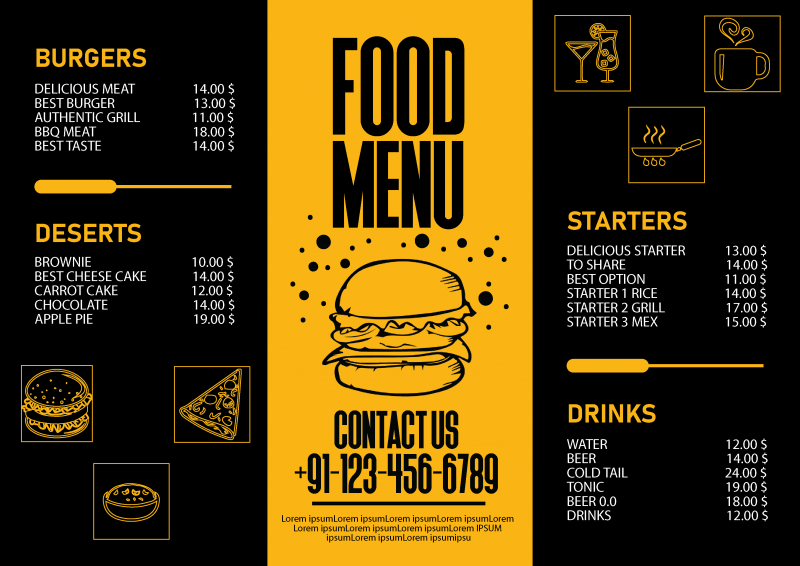 BURGERS
DELICIOUS MEAT 14.00 $
BEST BURGER 13.00 $
AUTHENTIC GRILL 11.00 $
BBQ MEAT 18.00 $
BEST TASTE 14.00 $
DESERTS
BROWNIE 10.00 $
BEST CHEESE CAKE 14.00 $
CARROT CAKE 12.00 $
CHOCOLATE 14.00 $
APPLE PIE 19.00 $
FOOD
MENU
CONTACT US
+91-123-456-6789
Lorem ipsumLorem ipsumLorem ipsumLorem ipsumLorem
Lorem ipsumLorem ipsumLorem ipsumLorem IPSUM
ipsumLorem ipsumLorem ipsumipsu
STARTERS
DELICIOUS STARTER 13.00 $
TO SHARE 14.00 $
BEST OPTION 11.00 $
STARTER 1 RICE 14.00 $
STARTER 2 GRILL 17.00 $
STARTER 3 MEX 15.00 $
DRINKS
WATER 12.00 $
BEER 14.00 $
COLD TAIL 24.00 $
TONIC 19.00 $
BEER 0.0 18.00 $
DRINKS 12.00 $